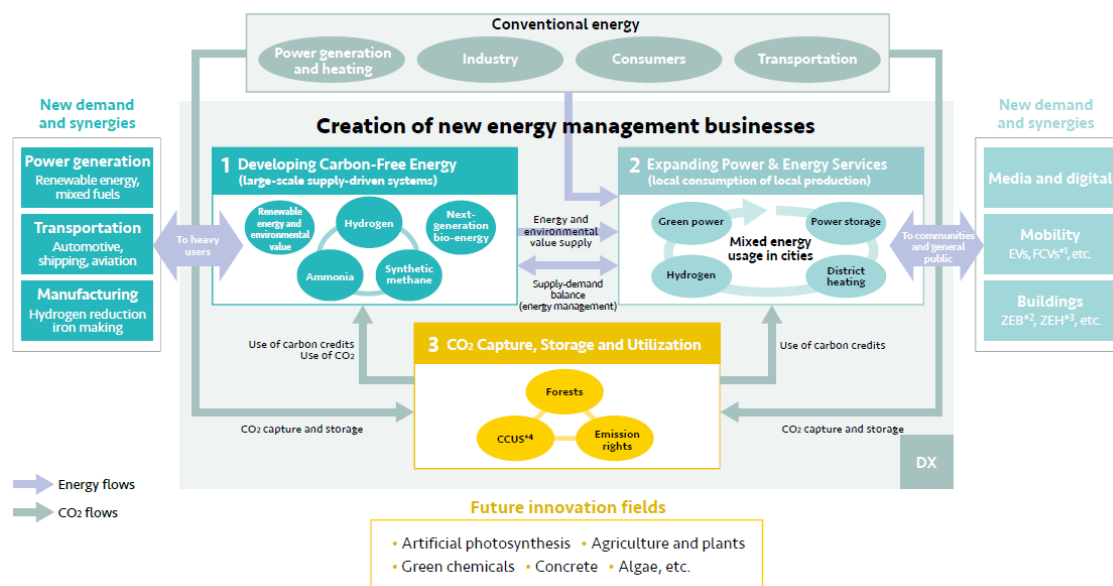 Conventional energy
Power generation
and heating
Industry
Consumers
Transportation
New demand
and synergies
Power generation
Renewable energy,
mixed fuels
Transportation
Automotive,
shipping, aviation
Manufacturing
Hydrogen reduction
iron making
To heavy
users
Creation of new energy management businesses
1 Developing Carbon-Free Energy
(large-scale supply-driven systems)
Renewable
energy and
environmental
value
Hydrogen
Next-
generation
bio-energy
Ammonia
Synthetic
methane
Energy and
environmental
value supply
Supply-demand
balance
(energy management)
2 Expanding Power & Energy Services
(local consumption of local production)
Green power
Power storage
Mixed energy
usage in cities
Hydrogen
District
heating
To communities
and general
public
New demand
and synergies
Media and digital
Mobility
EVs, FCVs*1, etc.
Buildings
ZEB*2, ZEH*3, etc.
Use of carbon credits
Use of CO2
3 CO2 Capture, Storage and Utilization
Forests
CCUS*4
Emission
rights
Use of carbon credits
CO2 capture and storage
CO2 capture and storage
DX
Energy flows
CO2 flows
Future innovation fields
• Artificial photosynthesis • Agriculture and plants
• Green chemicals • Concrete • Algae, etc.